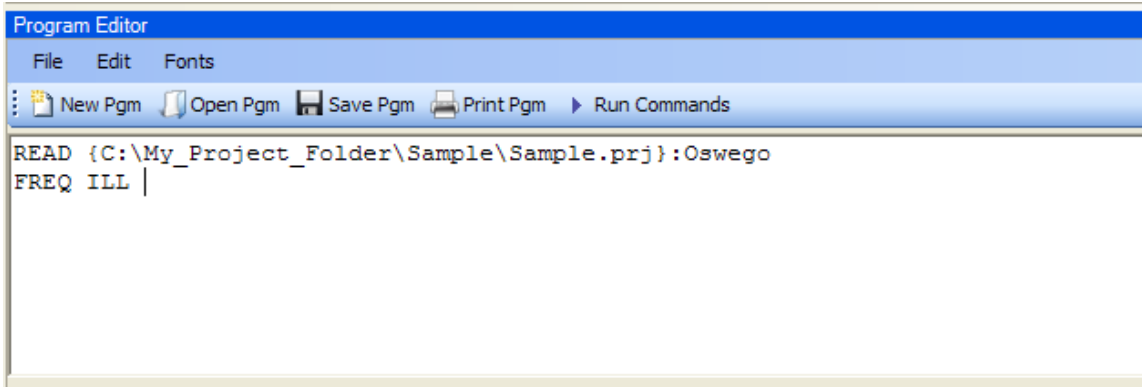 Program Editor
File Edit Fonts
New Pgm Open Pgm Save Pgm Print Pgm Run Commands
READ {C:\My_Project_Folder\Sample\Sample.prj}:Oswego
FREQ ILL